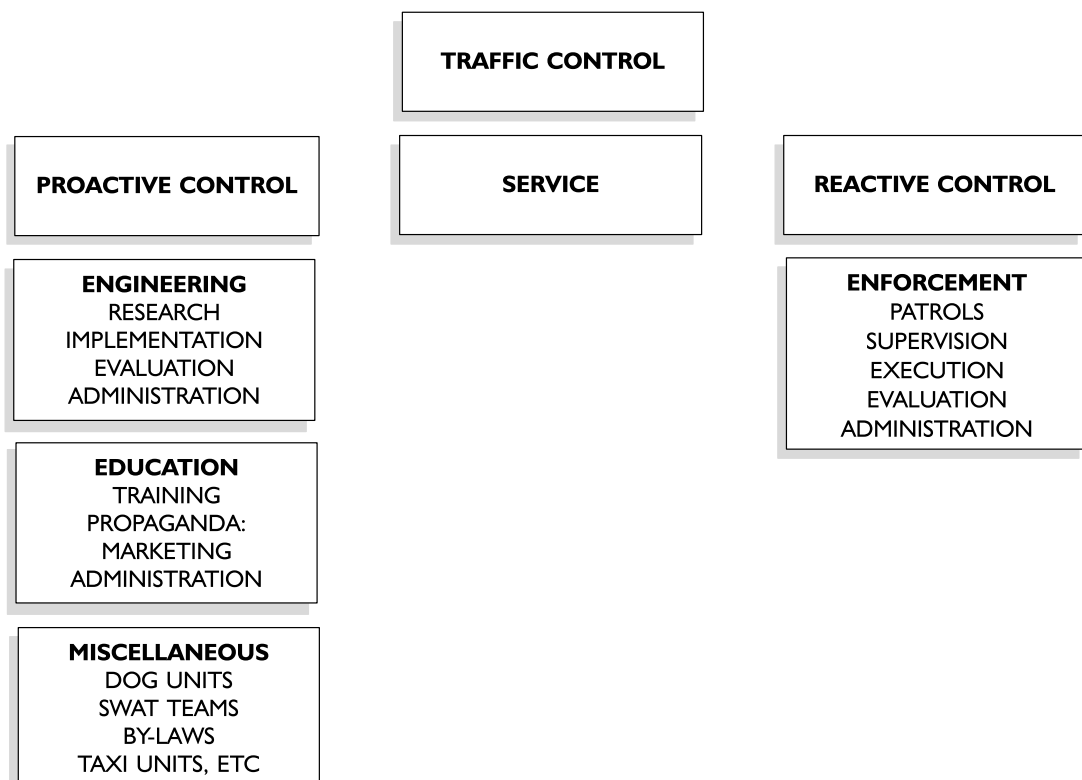 TRAFFIC CONTROL
PROACTIVE CONTROL
SERVICE
REACTIVE CONTROL
ENGINEERING
RESEARCH
IMPLEMENTATION
EVALUATION
ADMINISTRATION
ENFORCEMENT
PATROLS
SUPERVISION
EXECUTION
EVALUATION
ADMINISTRATION
EDUCATION
TRAINING
PROPAGANDA:
MARKETING
ADMINISTRATION
MISCELLANEOUS
DOG UNITS
SWAT TEAMS
BY-LAWS
TAXI UNITS, ETC